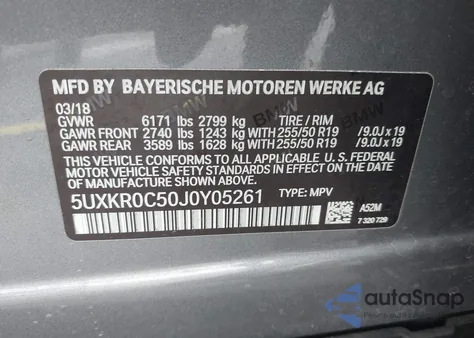 MFD BY BAYERISCHE MOTOREN WERKE AG
03/18
GVWR 6171 lbs 2799 kg TIRE / RIM
GAWR FRONT 2740 lbs 1243 kg WITH 255/50 R19 /9.0J x 19
GAWR REAR 3589 lbs 1628 kg WITH 255/50 R19 /9.0J x 19
THIS VEHICLE CONFORMS TO ALL APPLICABLE U. S. FEDERAL
MOTOR VEHICLE SAFETY STANDARDS IN EFFECT
ON THE DATE OF MANUFACTURE SHOWN ABOVE.
5UXKR0C50J0Y05261 TYPE: MPV
A52M
7 320 729
autoSnap